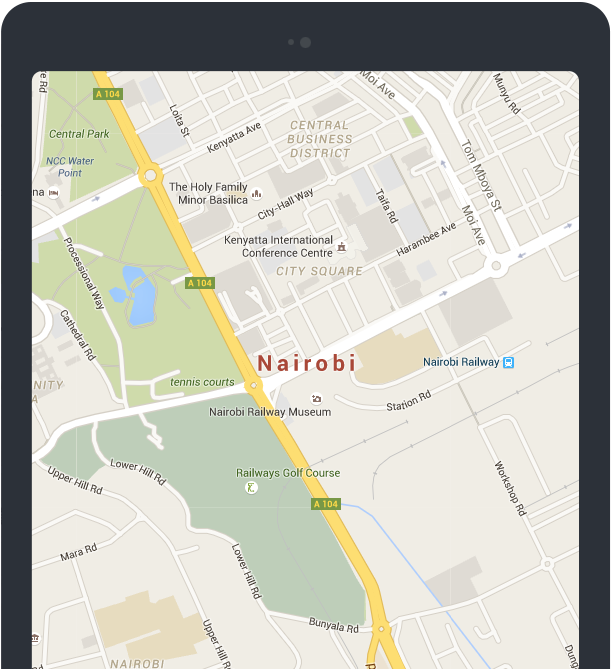 Moi Ave
Munyu Rd
A 104
Loita St
Kenyatta Ave
CENTRAL
BUSINESS
DISTRICT
Central Park
NCC Water
Point
Tom Mboya St
na
The Holy Family
Minor Basilica
City-Hall Way
Taifa Rd
Moi Ave
Kenyatta International
Conference Centre
Harambee Ave
CITY SQUARE
Processional Way
A 104
Cathedral Rd
Nairobi
Nairobi Railway
NITY
A
tennis courts
Station Rd
Nairobi Railway Museum
Railways Golf Course
Lower Hill Rd
Upper Hill Rd
Workshop Rd
A 104
Mara Rd
Lower Hill Rd
Bunyala Rd
Upper Hill Rd
Dung
NAIROBI